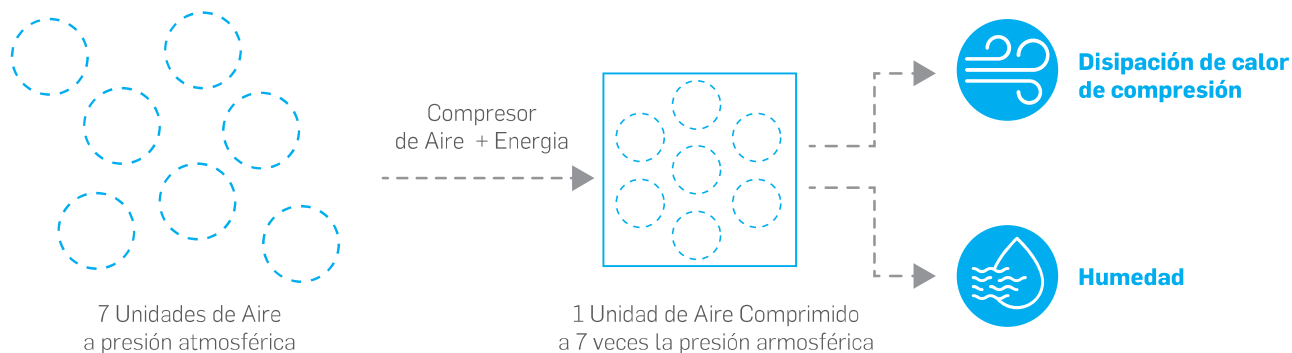 7 Unidades de Aire
a presión atmosférica
Compresor
de Aire + Energia
1 Unidad de Aire Comprimido
a 7 veces la presión armosférica
Disipación de calor
de compresión
Humedad